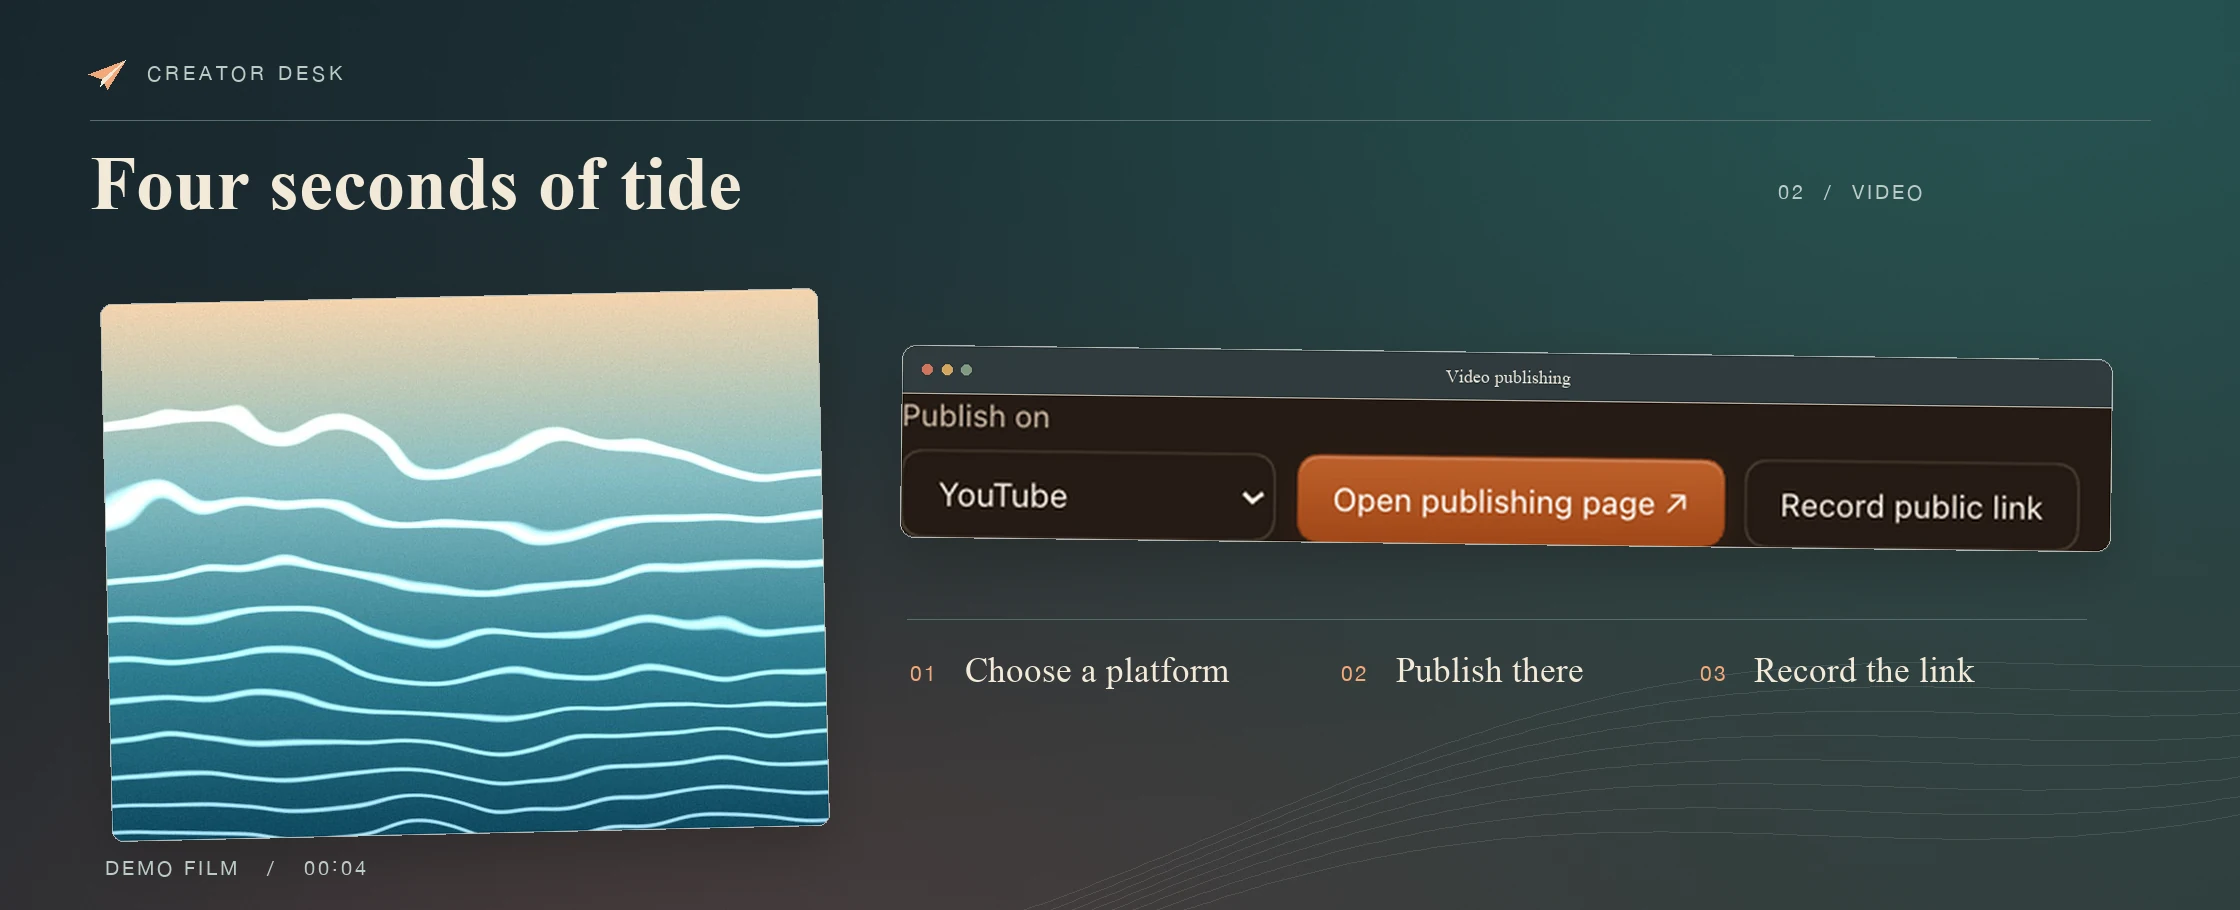 CREATOR DESK
Four seconds of tide
02 / VIDEO
Video publishing
Publish on
YouTube
Open publishing page ↗
Record public link
01 Choose a platform
02 Publish there
03 Record the link
DEMO FILM / 00:04